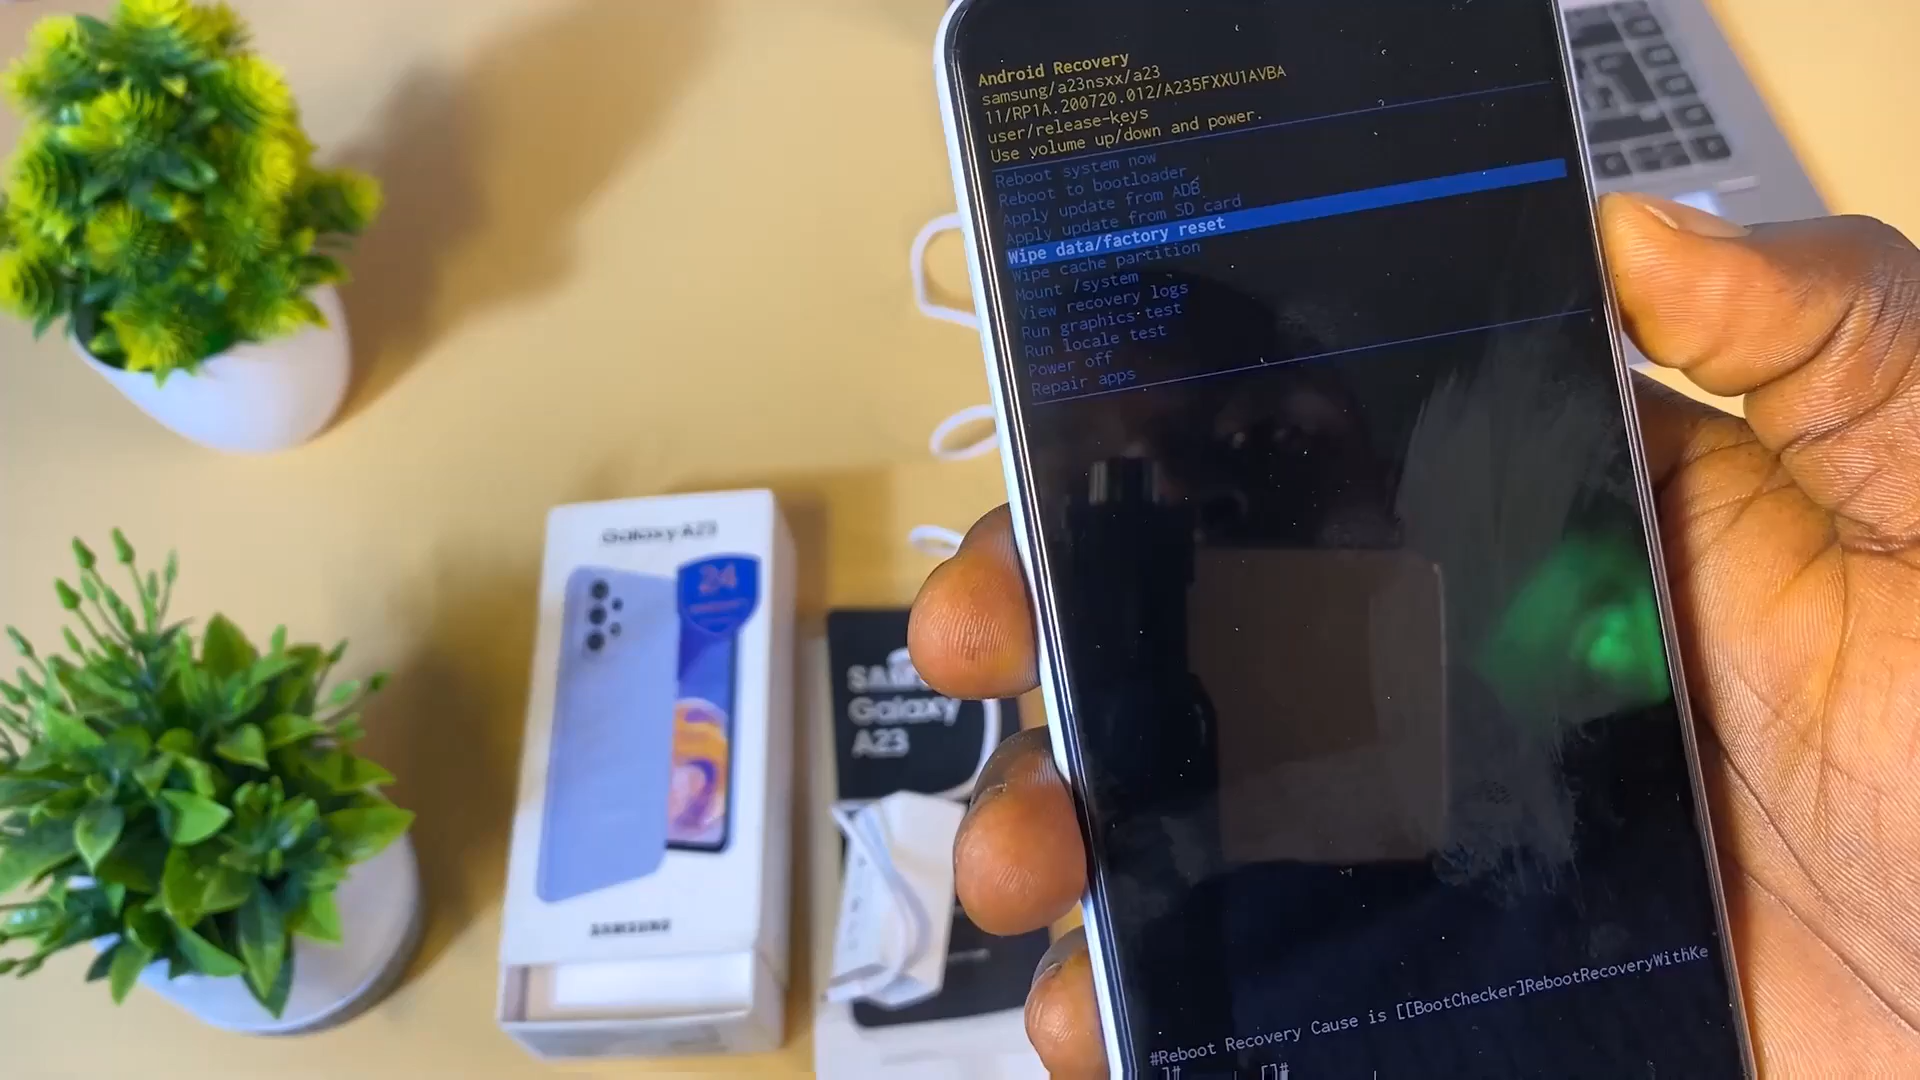 Android Recovery
samsung/a23nsxx/a23
11/RP1A.200720.012/A235FXXU1AVBA
user/release-keys
Use volume up/down and power.
Reboot system now
Reboot to bootloader
Apply update from ADB
Apply update from SD card
Wipe data/factory reset
Wipe cache partition
Mount /system
View recovery logs
Run graphics test
Run locale test
Power off
Repair apps
#Reboot Recovery Cause is [[BootChecker]RebootRecoveryWithKe
]# []#
Galaxy A23
24
SAMSUNG
Galaxy
A23